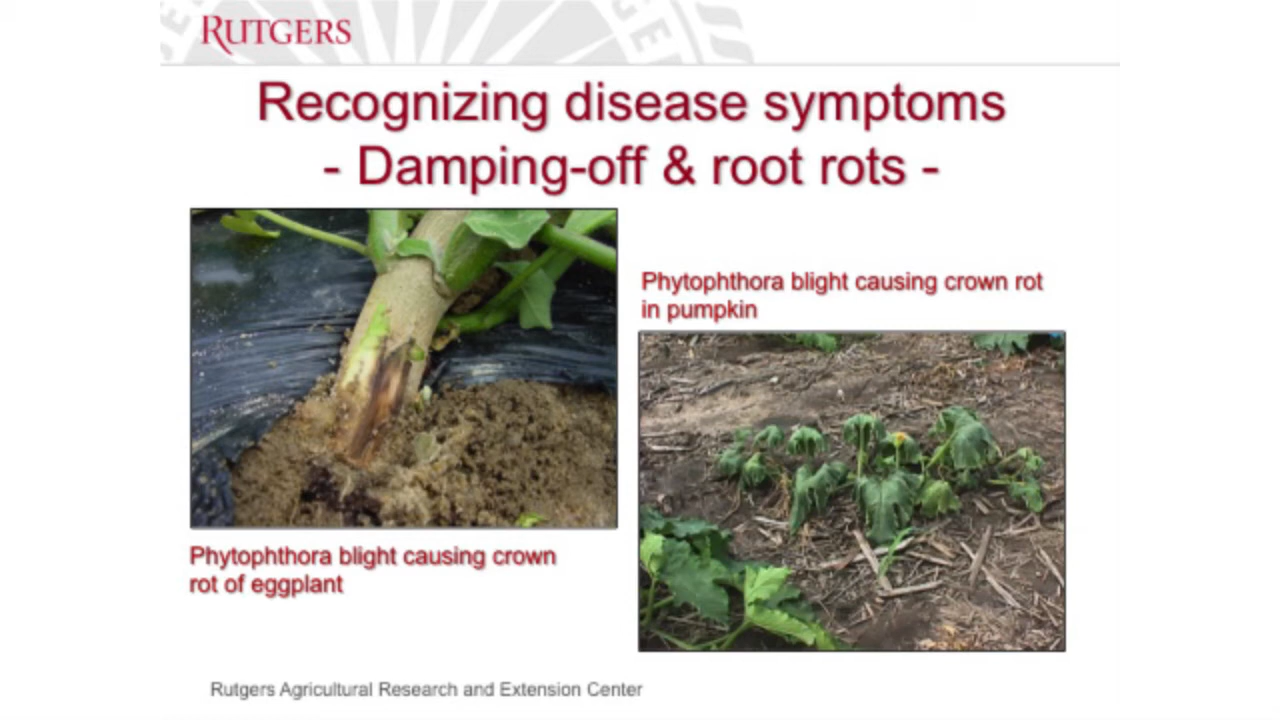 RUTGERS
Recognizing disease symptoms
- Damping-off & root rots -
Phytophthora blight causing crown rot
in pumpkin
Phytophthora blight causing crown
rot of eggplant
Rutgers Agricultural Research and Extension Center